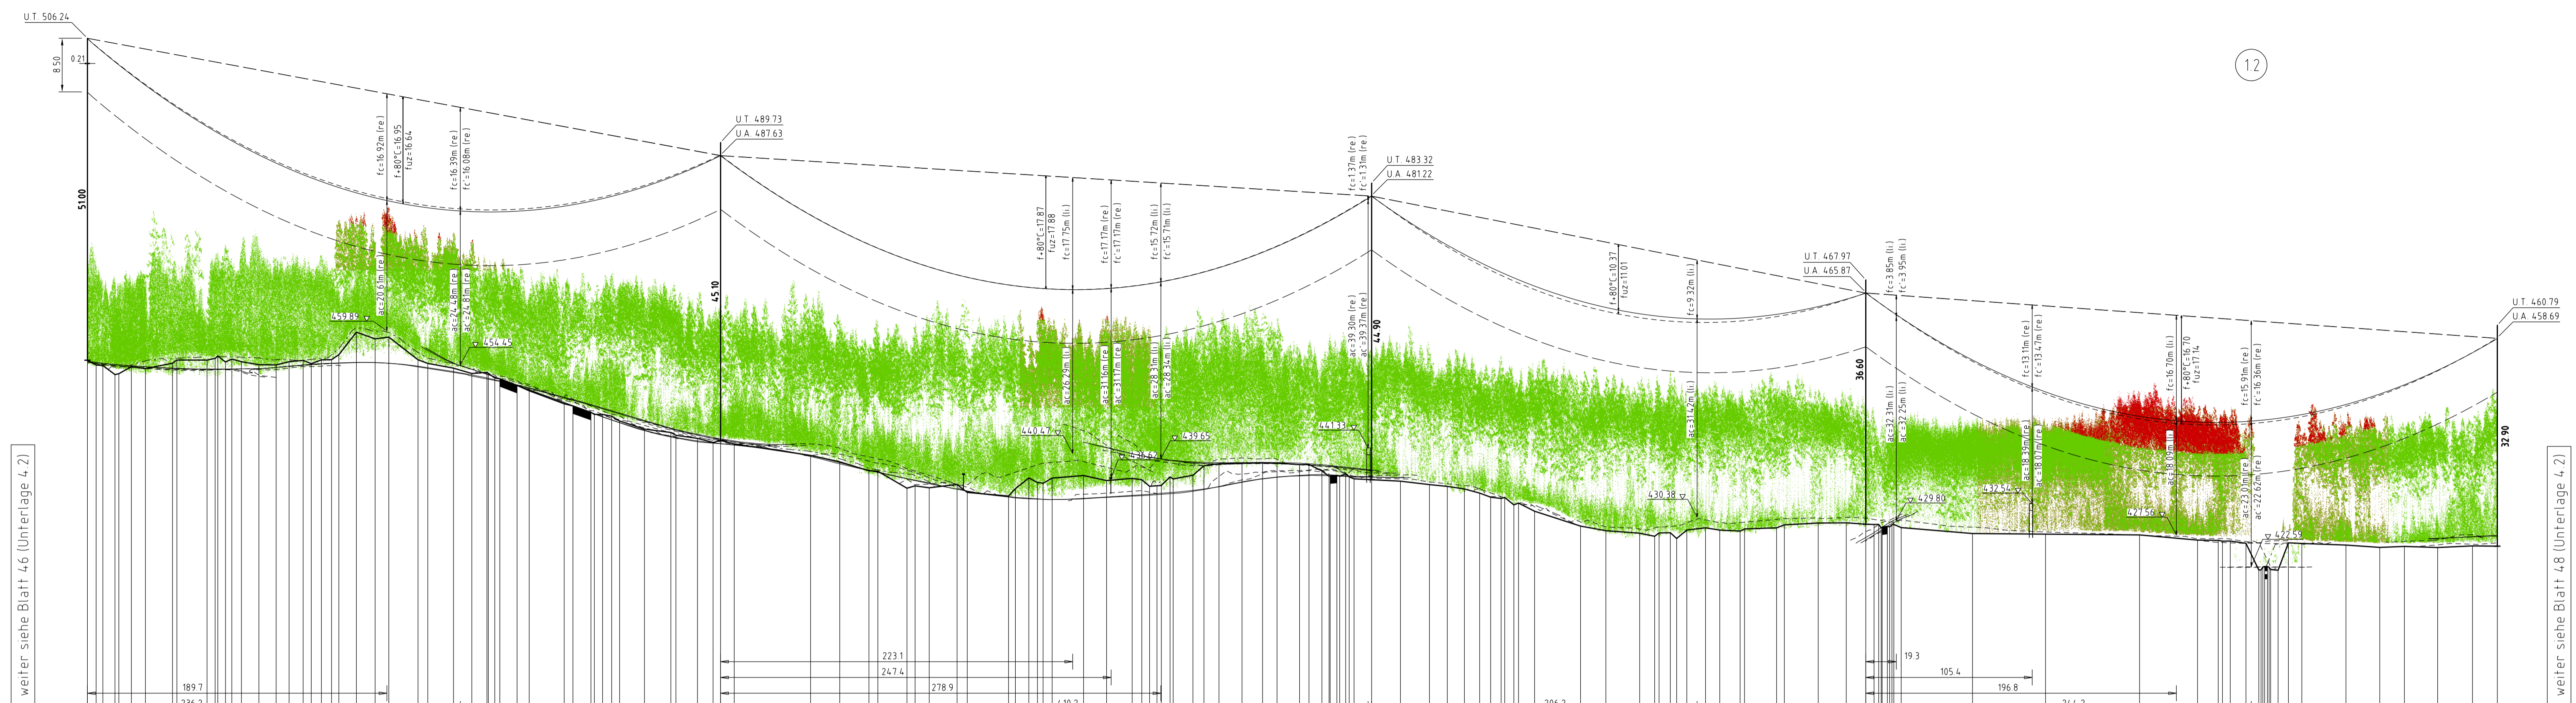 U.T. 506.24
8.50
0.21
51.00
fc=16.92m (re.)
f+80°C=16.95
fuz=16.64
fc=16.39m (re.)
fc'=16.08m (re.)
ac=20.61m (re.)
459.89
ac=24.48m (re.)
ac'=24.81m (re.)
454.45
U.T. 489.73
U.A. 487.63
45.10
f+80°C=17.87
fuz=17.88
fc=17.75m (li.)
fc=17.17m (re.)
fc'=17.17m (re.)
fc=15.72m (li.)
fc'=15.71m (li.)
ac=26.29m (li.)
ac=31.16m (re.)
ac'=31.17m (re.)
ac=28.31m (li.)
ac'=28.34m (li.)
440.47
436.62
439.65
fc=1.37m (re.)
fc'=1.31m (re.)
U.T. 483.32
U.A. 481.22
ac=39.30m (re.)
ac'=39.37m (re.)
44.90
441.33
f+80°C=10.37
fuz=11.01
fc=9.32m (li.)
ac=31.42m (li.)
430.38
U.T. 467.97
U.A. 465.87
36.60
fc=3.85m (li.)
fc'=3.95m (li.)
ac=32.31m (li.)
ac'=32.25m (li.)
429.80
fc=13.11m (re.)
fc'=13.47m (re.)
ac=18.39m (re.)
ac'=18.07m (re.)
432.54
fc=16.70m (li.)
f+80°C=16.70
fuz=17.14
ac=18.09m (li.)
427.56
fc=15.91m (re.)
fc'=16.36m (re.)
ac=23.01m (re.)
ac'=22.62m (re.)
422.59
1.2
U.T. 460.79
U.A. 458.69
32.90
weiter siehe Blatt 46 (Unterlage 4.2)
weiter siehe Blatt 48 (Unterlage 4.2)
223.1
247.4
278.9
189.7
19.3
105.4
196.8